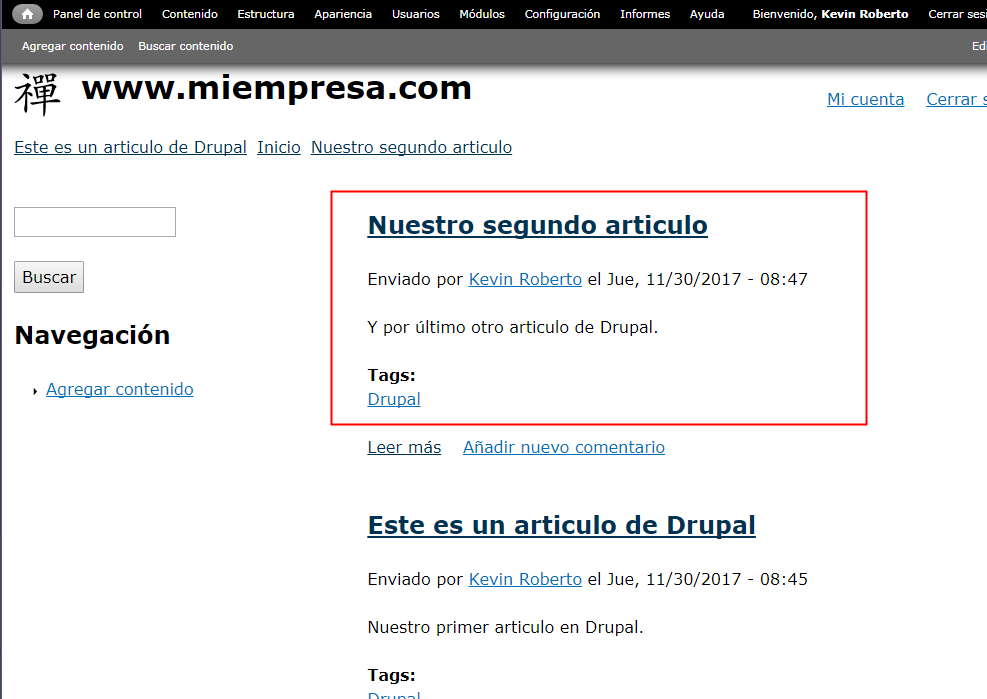 Panel de control Contenido Estructura Apariencia Usuarios Módulos Configuración Informes Ayuda Bienvenido, Kevin Roberto Cerrar sesi
Agregar contenido Buscar contenido Edi
禪 www.miempresa.com
Mi cuenta Cerrar s
Este es un articulo de Drupal Inicio Nuestro segundo articulo
Buscar
Navegación
Agregar contenido
Nuestro segundo articulo
Enviado por Kevin Roberto el Jue, 11/30/2017 - 08:47
Y por último otro articulo de Drupal.
Tags:
Drupal
Leer más Añadir nuevo comentario
Este es un articulo de Drupal
Enviado por Kevin Roberto el Jue, 11/30/2017 - 08:45
Nuestro primer articulo en Drupal.
Tags:
Drupal